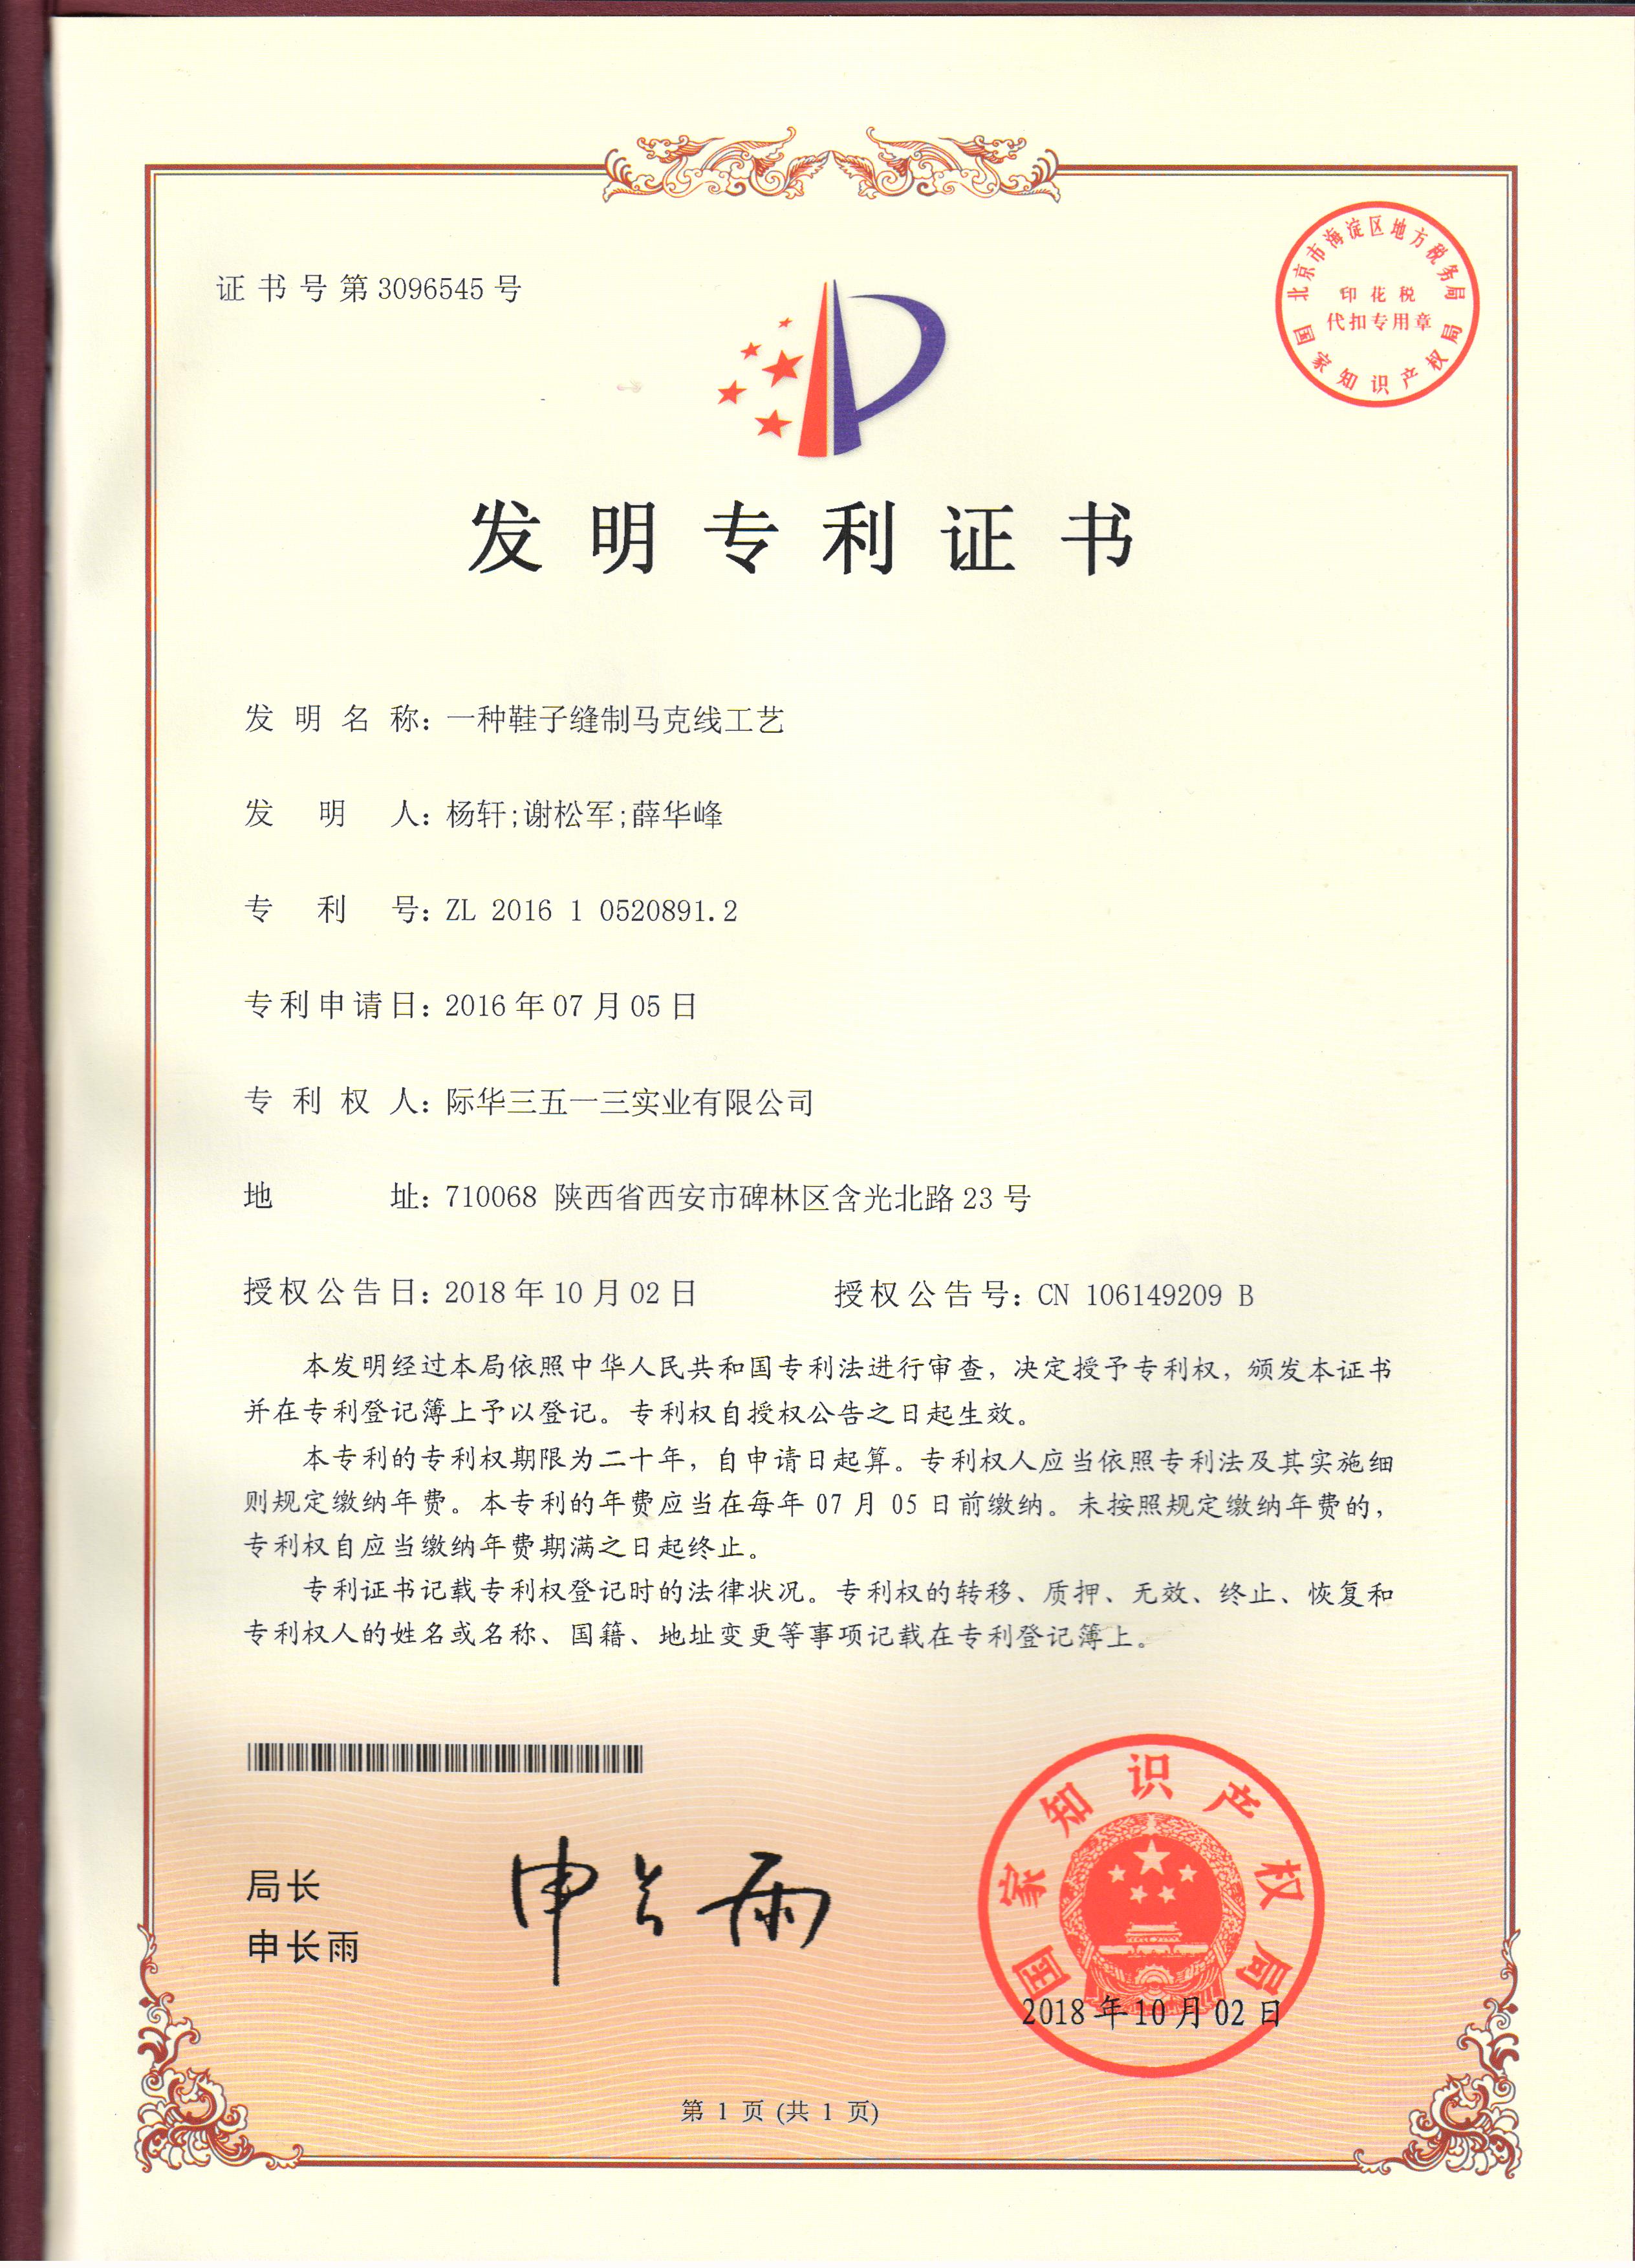 证书号第3096545号
北京市海淀区地方税务局
印花税
代扣专用章
国家知识产权局
发明专利证书
发明名称：一种鞋子缝制马克线工艺
发明人：杨轩;谢松军;薛华峰
专利号：ZL 2016 1 0520891.2
专利申请日：2016年07月05日
专利权人：际华三五一三实业有限公司
地址：710068 陕西省西安市碑林区含光北路23号
授权公告日：2018年10月02日 授权公告号：CN 106149209 B
本发明经过本局依照中华人民共和国专利法进行审查，决定授予专利权，颁发本证书
并在专利登记簿上予以登记。专利权自授权公告之日起生效。
本专利的专利权期限为二十年，自申请日起算。专利权人应当依照专利法及其实施细
则规定缴纳年费。本专利的年费应当在每年07月05日前缴纳。未按照规定缴纳年费的，
专利权自应当缴纳年费期满之日起终止。
专利证书记载专利权登记时的法律状况。专利权的转移、质押、无效、终止、恢复和
专利权人的姓名或名称、国籍、地址变更等事项记载在专利登记簿上。
局长
申长雨
申长雨
国家知识产权局
2018年10月02日
第 1 页 (共 1 页)